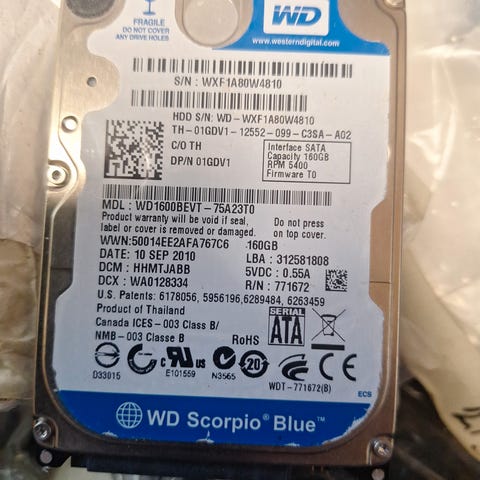 FRAGILE
DO NOT COVER
ANY DRIVE HOLES
WD
www.westerndigital.com
S/N : WXF1A80W4810
HDD S/N: WD-WXF1A80W4810
TH-01GDV1-12552-099-C3SA-A02
C/O TH
DP/N 01GDV1
Interface SATA
Capacity 160GB
RPM 5400
Firmware T0
MDL : WD1600BEVT-75A23T0
Product warranty will be void if seal,
label or cover is removed or damaged.
Do not press
on top cover.
WWN:50014EE2AFA767C6
160GB
DATE: 10 SEP 2010
LBA : 312581808
DCM : HHMTJABB
5VDC : 0.55A
DCX : WA0128334
R/N : 771672
U.S. Patents: 6178056, 5956196,6289484, 6263459
Product of Thailand
Canada ICES-003 Class B/
NMB-003 Classe B
RoHS
SERIAL
ATA
D33015
C US
E101559
N3565
20
CE
WDT-771672(B)
ECS
WD Scorpio® Blue™